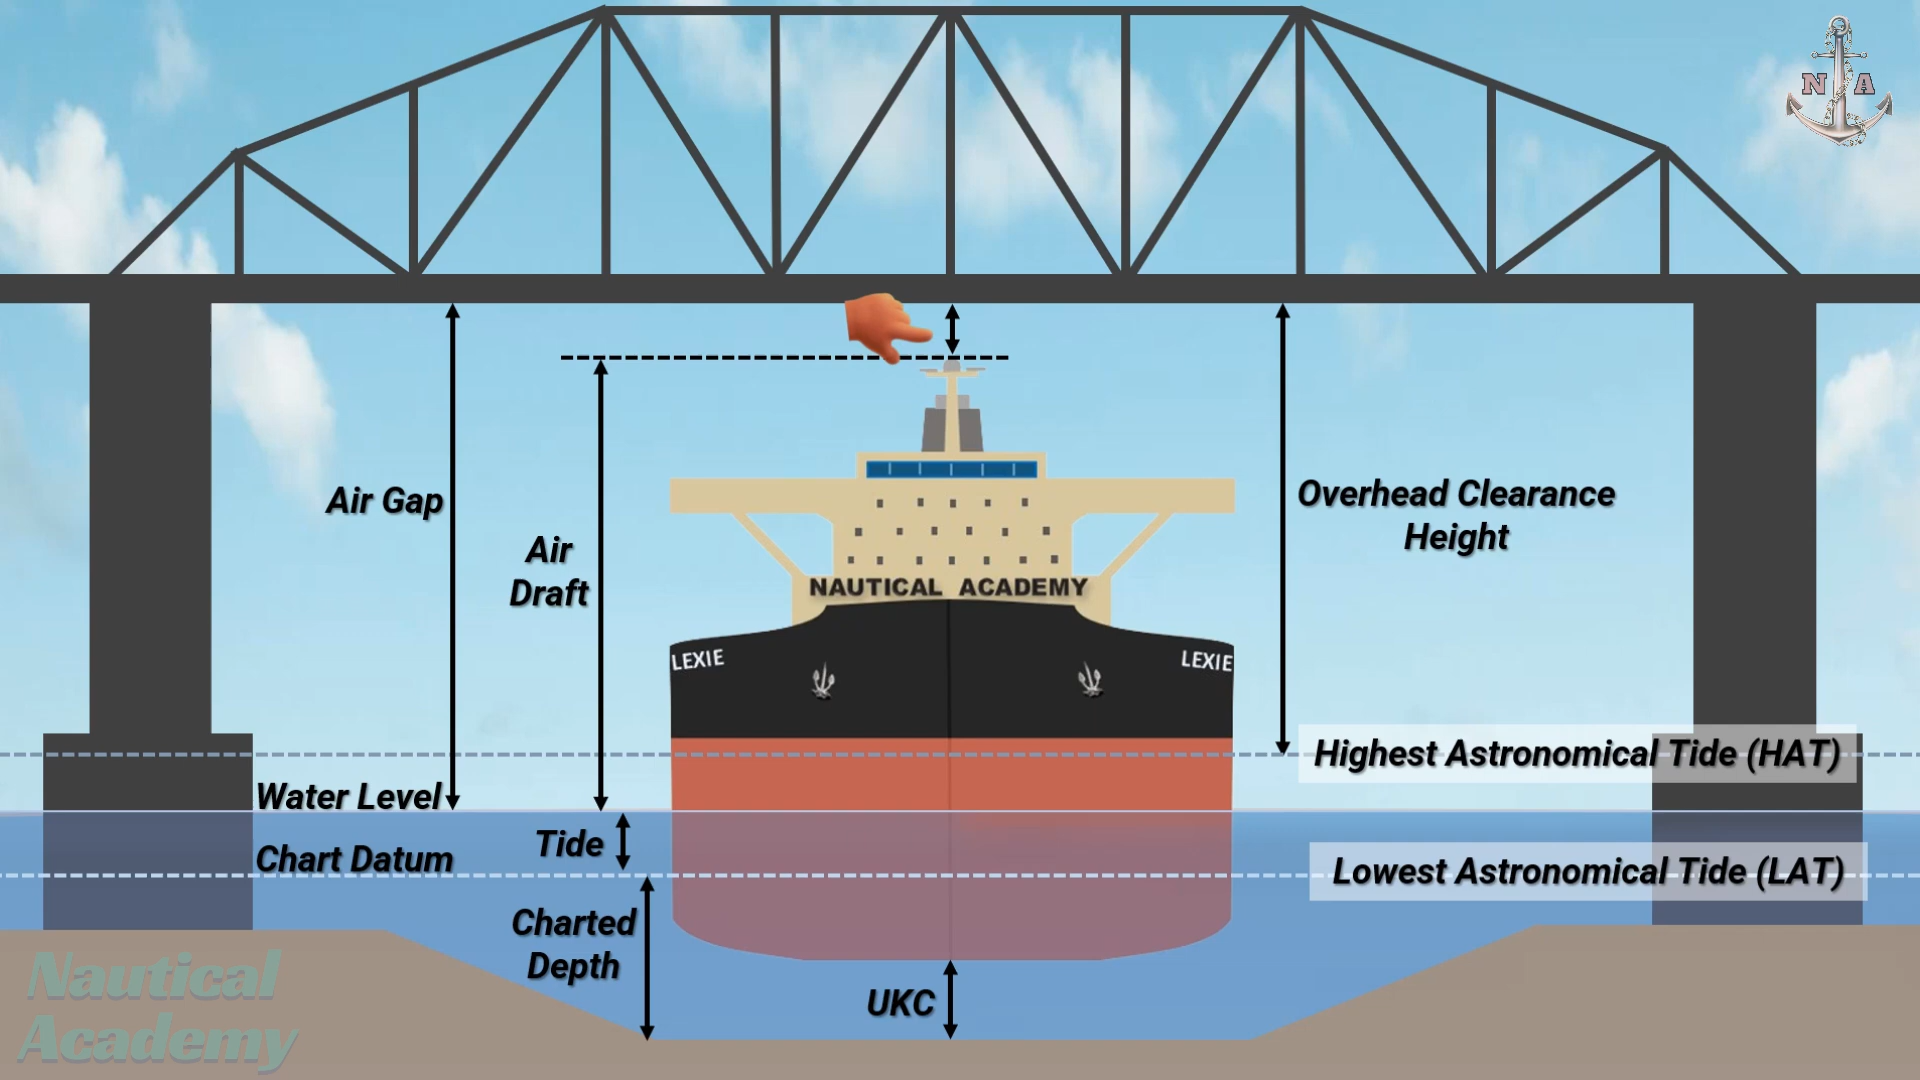 N A
Air Gap
Overhead Clearance
Height
Air
Draft
NAUTICAL ACADEMY
LEXIE
LEXIE
Highest Astronomical Tide (HAT)
Water Level
Tide
Chart Datum
Lowest Astronomical Tide (LAT)
Charted
Depth
UKC
Nautical
Academy